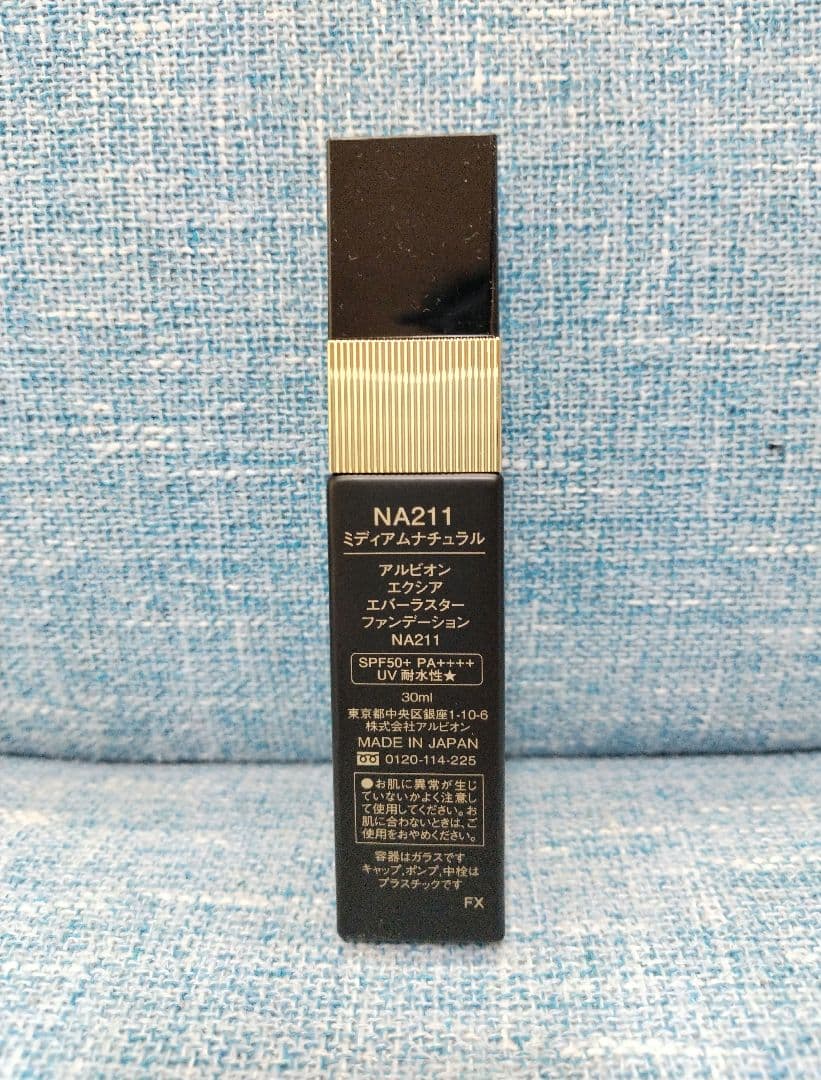 NA211
ミディアムナチュラル
アルビオン
エクシア
エバーラスター
ファンデーション
NA211
SPF50+ PA++++
UV 耐水性★
30ml
東京都中央区銀座1-10-6
株式会社アルビオン
MADE IN JAPAN
0120-114-225
●お肌に異常が生じ
ていないかよく注意し
て使用してください。お
肌に合わないときは、ご
使用をおやめください。
容器はガラスです
キャップ、ポンプ、中栓は
プラスチックです
FX